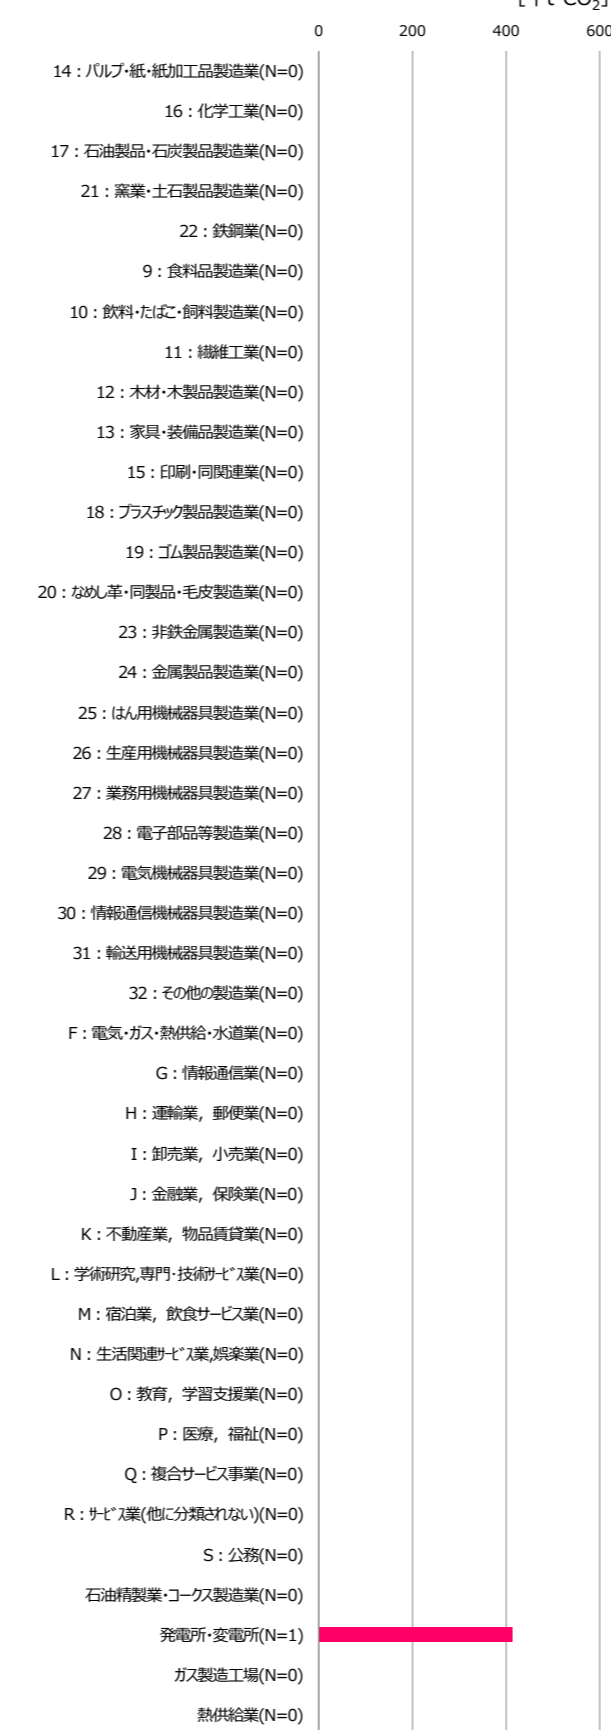 [千t-CO2]
0 200 400 600
14：パルプ・紙・紙加工品製造業(N=0)
16：化学工業(N=0)
17：石油製品・石炭製品製造業(N=0)
21：窯業・土石製品製造業(N=0)
22：鉄鋼業(N=0)
9：食料品製造業(N=0)
10：飲料・たばこ・飼料製造業(N=0)
11：繊維工業(N=0)
12：木材・木製品製造業(N=0)
13：家具・装備品製造業(N=0)
15：印刷・同関連業(N=0)
18：プラスチック製品製造業(N=0)
19：ゴム製品製造業(N=0)
20：なめし革・同製品・毛皮製造業(N=0)
23：非鉄金属製造業(N=0)
24：金属製品製造業(N=0)
25：はん用機械器具製造業(N=0)
26：生産用機械器具製造業(N=0)
27：業務用機械器具製造業(N=0)
28：電子部品等製造業(N=0)
29：電気機械器具製造業(N=0)
30：情報通信機械器具製造業(N=0)
31：輸送用機械器具製造業(N=0)
32：その他の製造業(N=0)
F：電気・ガス・熱供給・水道業(N=0)
G：情報通信業(N=0)
H：運輸業，郵便業(N=0)
I：卸売業，小売業(N=0)
J：金融業，保険業(N=0)
K：不動産業，物品賃貸業(N=0)
L：学術研究,専門・技術ｻｰﾋﾞｽ業(N=0)
M：宿泊業，飲食サービス業(N=0)
N：生活関連ｻｰﾋﾞｽ業,娯楽業(N=0)
O：教育，学習支援業(N=0)
P：医療，福祉(N=0)
Q：複合サービス事業(N=0)
R：ｻｰﾋﾞｽ業(他に分類されない)(N=0)
S：公務(N=0)
石油精製業・コークス製造業(N=0)
発電所・変電所(N=1)
ガス製造工場(N=0)
熱供給業(N=0)